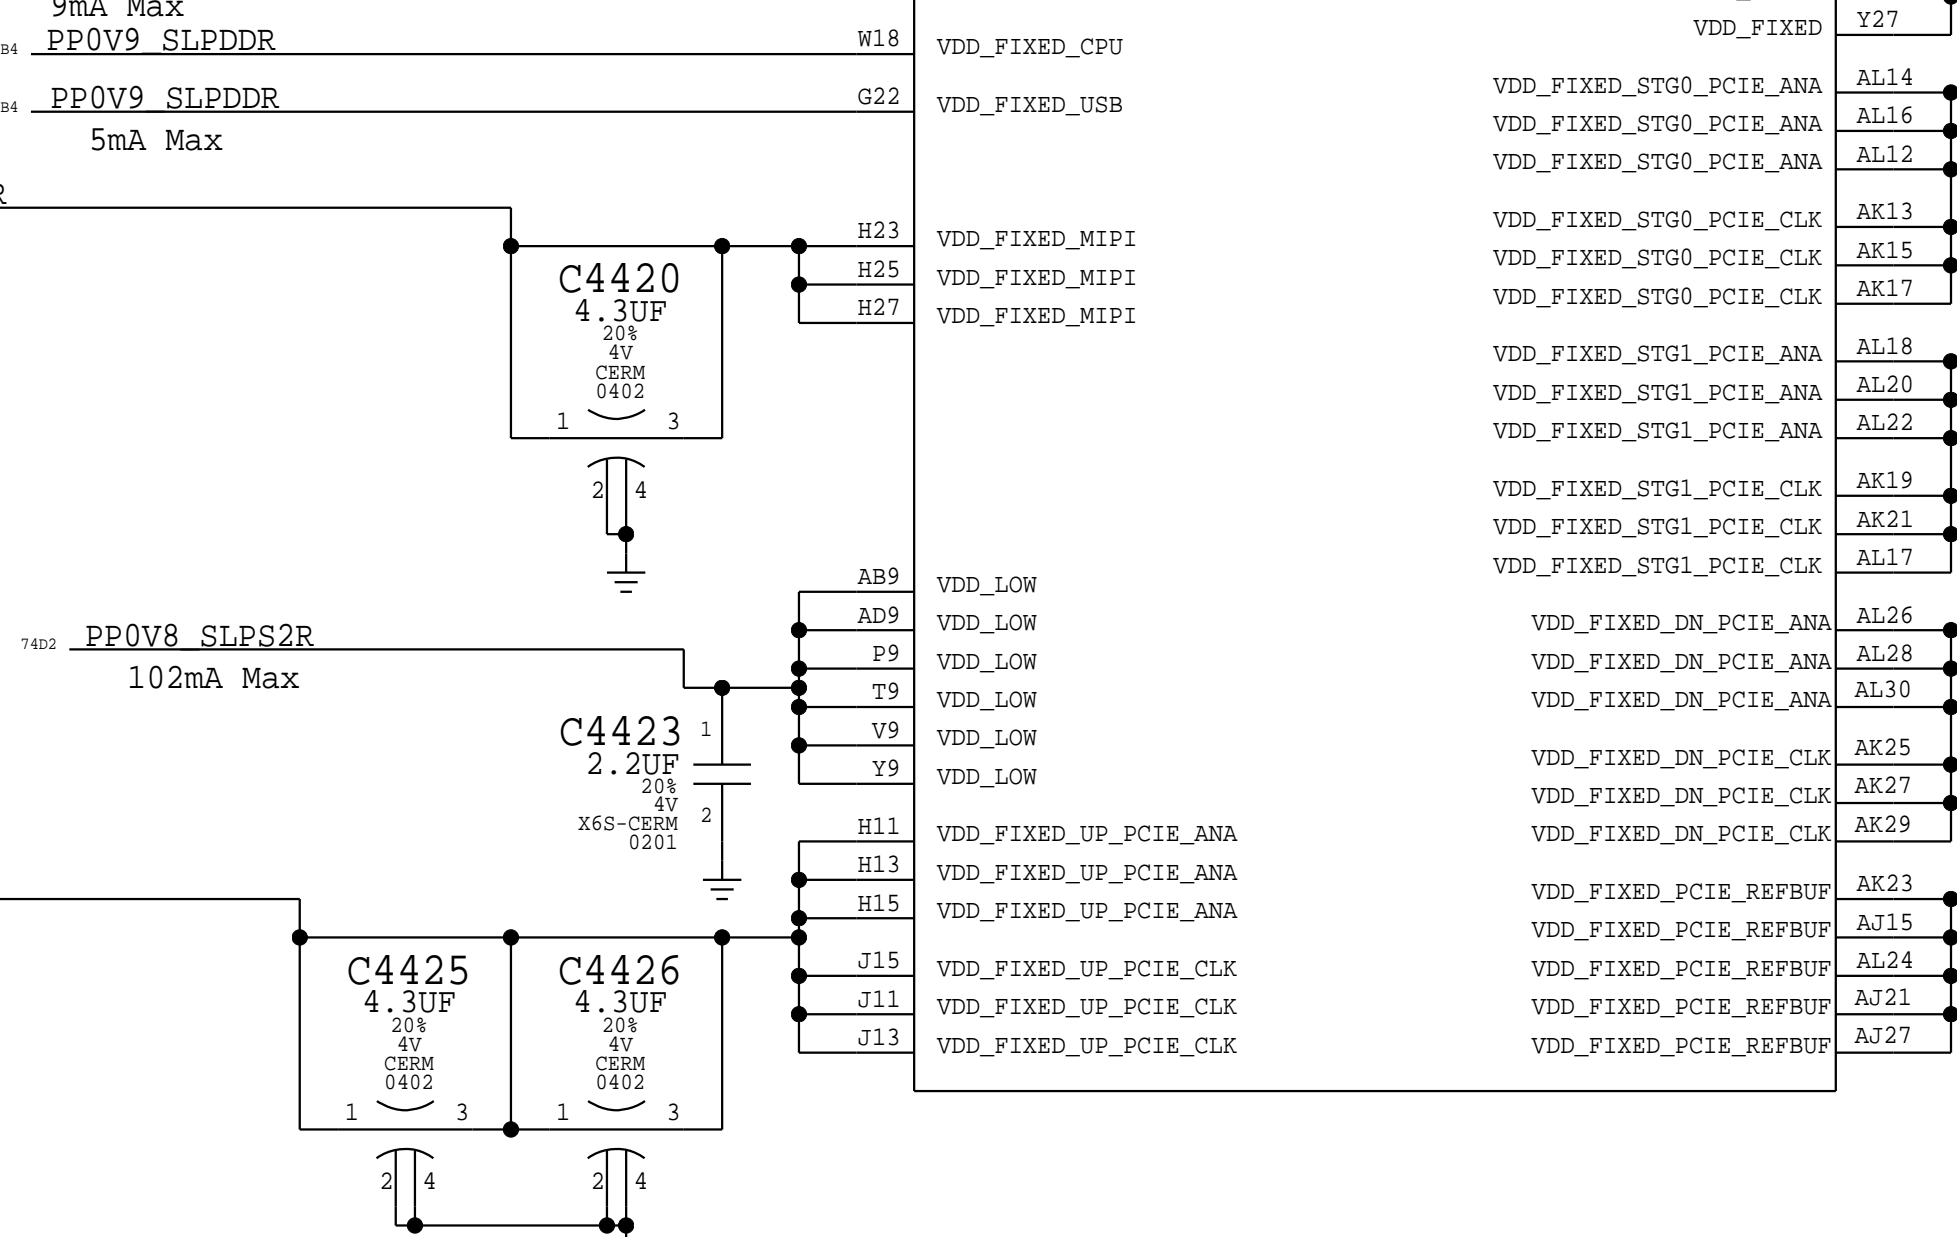 9mA Max
B4 PP0V9_SLPDDR
W18 VDD_FIXED_CPU
B4 PP0V9_SLPDDR
G22 VDD_FIXED_USB
5mA Max
R
H23 VDD_FIXED_MIPI
H25 VDD_FIXED_MIPI
H27 VDD_FIXED_MIPI
C4420
4.3UF
20%
4V
CERM
0402
1 3
2 4
74D2 PP0V8_SLPS2R
102mA Max
AB9 VDD_LOW
AD9 VDD_LOW
P9 VDD_LOW
T9 VDD_LOW
V9 VDD_LOW
Y9 VDD_LOW
C4423
2.2UF
20%
4V
X6S-CERM
0201
1
2
H11 VDD_FIXED_UP_PCIE_ANA
H13 VDD_FIXED_UP_PCIE_ANA
H15 VDD_FIXED_UP_PCIE_ANA
J15 VDD_FIXED_UP_PCIE_CLK
J11 VDD_FIXED_UP_PCIE_CLK
J13 VDD_FIXED_UP_PCIE_CLK
C4425
4.3UF
20%
4V
CERM
0402
1 3
2 4
C4426
4.3UF
20%
4V
CERM
0402
1 3
2 4
VDD_FIXED Y27
VDD_FIXED_STG0_PCIE_ANA AL14
VDD_FIXED_STG0_PCIE_ANA AL16
VDD_FIXED_STG0_PCIE_ANA AL12
VDD_FIXED_STG0_PCIE_CLK AK13
VDD_FIXED_STG0_PCIE_CLK AK15
VDD_FIXED_STG0_PCIE_CLK AK17
VDD_FIXED_STG1_PCIE_ANA AL18
VDD_FIXED_STG1_PCIE_ANA AL20
VDD_FIXED_STG1_PCIE_ANA AL22
VDD_FIXED_STG1_PCIE_CLK AK19
VDD_FIXED_STG1_PCIE_CLK AK21
VDD_FIXED_STG1_PCIE_CLK AL17
VDD_FIXED_DN_PCIE_ANA AL26
VDD_FIXED_DN_PCIE_ANA AL28
VDD_FIXED_DN_PCIE_ANA AL30
VDD_FIXED_DN_PCIE_CLK AK25
VDD_FIXED_DN_PCIE_CLK AK27
VDD_FIXED_DN_PCIE_CLK AK29
VDD_FIXED_PCIE_REFBUF AK23
VDD_FIXED_PCIE_REFBUF AJ15
VDD_FIXED_PCIE_REFBUF AL24
VDD_FIXED_PCIE_REFBUF AJ21
VDD_FIXED_PCIE_REFBUF AJ27